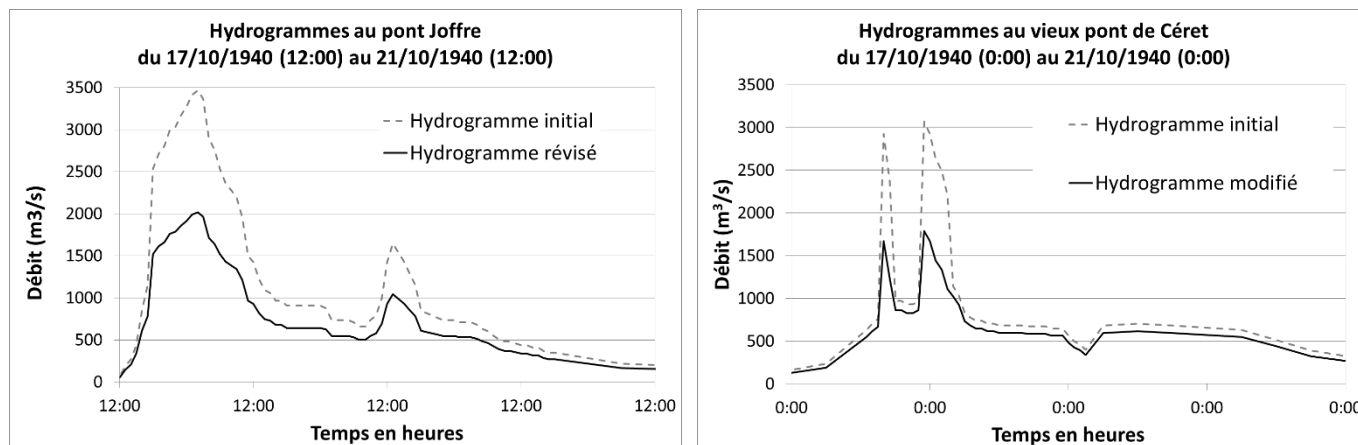 Hydrogrammes au pont Joffre
du 17/10/1940 (12:00) au 21/10/1940 (12:00)
3500
3000
2500
2000
1500
1000
500
0
Débit (m3/s)
Hydrogramme initial
Hydrogramme révisé
12:00 12:00 12:00 12:00 12:00
Temps en heures
Hydrogrammes au vieux pont de Céret
du 17/10/1940 (0:00) au 21/10/1940 (0:00)
3500
3000
2500
2000
1500
1000
500
0
Débit (m³/s)
Hydrogramme initial
Hydrogramme modifié
0:00 0:00 0:00 0:00 0:00
Temps en heures